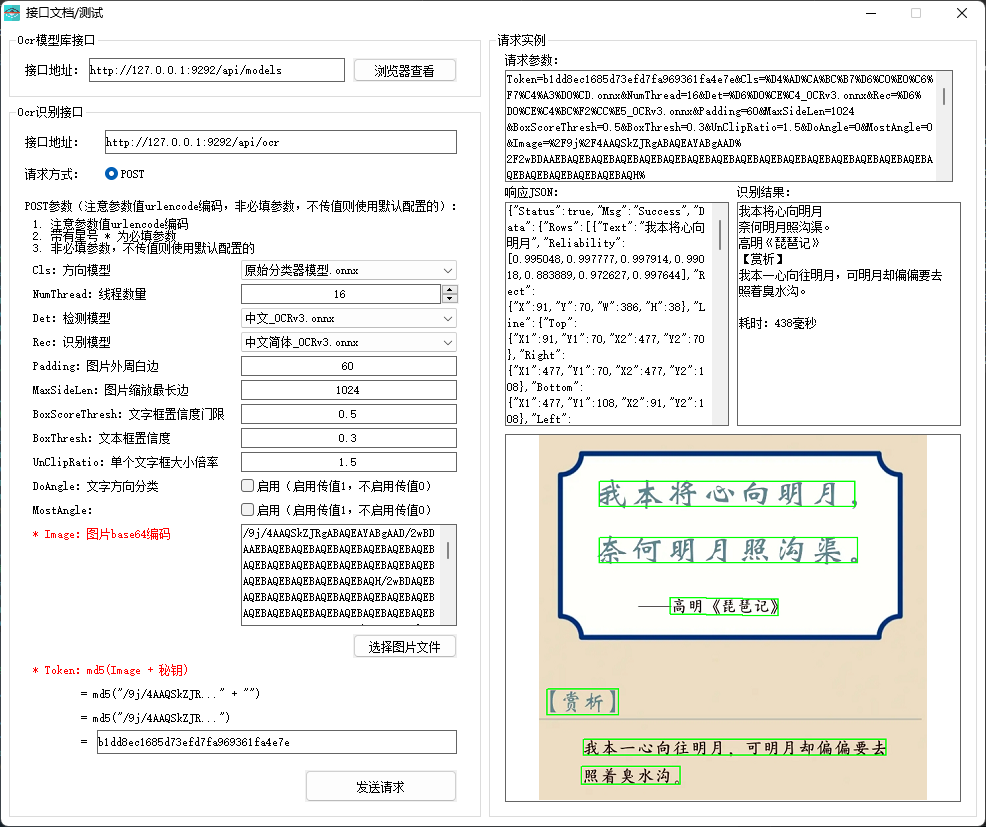 接口文档/测试
Ocr模型库接口
接口地址:
http://127.0.0.1:9292/api/models
浏览器查看
Ocr识别接口
接口地址:
http://127.0.0.1:9292/api/ocr
请求方式:
POST
POST参数（注意参数值urlencode编码，非必填参数，不传值则使用默认配置的）:
1. 注意参数值urlencode编码
2. 带有星号 * 为必填参数
3. 非必填参数，不传值则使用默认配置的
Cls: 方向模型
原始分类器模型.onnx
NumThread: 线程数量
16
Det: 检测模型
中文_OCRv3.onnx
Rec: 识别模型
中文简体_OCRv3.onnx
Padding: 图片外周白边
60
MaxSideLen: 图片缩放最长边
1024
BoxScoreThresh: 文字框置信度门限
0.5
BoxThresh: 文本框置信度
0.3
UnClipRatio: 单个文字框大小倍率
1.5
DoAngle: 文字方向分类
启用（启用传值1，不启用传值0）
MostAngle:
启用（启用传值1，不启用传值0）
* Image: 图片base64编码
/9j/4AAQSkZJRgABAQEAYABgAAD/2wBD
AAEBAQEBAQEBAQEBAQEBAQEBAQEBAQEB
AQEBAQEBAQEBAQEBAQEBAQEBAQEBAQEB
AQEBAQEBAQEBAQEBAQEBAQH/2wBDAQEB
AQEBAQEBAQEBAQEBAQEBAQEBAQEBAQEB
AQEBAQEBAQEBAQEBAQEBAQEBAQEBAQEB
选择图片文件
* Token: md5(Image + 秘钥)
= md5("/9j/4AAQSkZJR..." + "")
= md5("/9j/4AAQSkZJR...")
=
b1dd8ec1685d73efd7fa969361fa4e7e
发送请求
请求实例
请求参数:
Token=b1dd8ec1685d73efd7fa969361fa4e7e&Cls=%D4%AD%CA%BC%B7%D6%C0%E0%C6%
F7%C4%A3%D0%CD.onnx&NumThread=16&Det=%D6%D0%CE%C4_OCRv3.onnx&Rec=%D6%
D0%CE%C4%BC%F2%CC%E5_OCRv3.onnx&Padding=60&MaxSideLen=1024
&BoxScoreThresh=0.5&BoxThresh=0.3&UnClipRatio=1.5&DoAngle=0&MostAngle=0
&Image=%2F9j%2F4AAQSkZJRgABAQEAYABgAAD%
2F2wBDAAEBAQEBAQEBAQEBAQEBAQEBAQEBAQEBAQEBAQEBAQEBAQEBAQEBAQEBAQEBAQEBA
QEBAQEBAQEBAQEBAQEBAQH%
响应JSON:
{"Status":true,"Msg":"Success","D
ata":{"Rows":[{"Text":"我本将心向
明月","Reliability":
[0.995048,0.997777,0.997914,0.990
18,0.883889,0.972627,0.997644],"R
ect":
{"X":91,"Y":70,"W":386,"H":38},"L
ine":{"Top":
{"X1":91,"Y1":70,"X2":477,"Y2":70
},"Right":
{"X1":477,"Y1":70,"X2":477,"Y2":1
08},"Bottom":
{"X1":477,"Y1":108,"X2":91,"Y2":1
08},"Left":
识别结果:
我本将心向明月
奈何明月照沟渠。
高明《琵琶记》
【赏析】
我本一心向往明月，可明月却偏偏要去
照着臭水沟。
耗时: 438毫秒
我本将心向明月，
奈何明月照沟渠。
——高明《琵琶记》
【赏析】
我本一心向往明月，可明月却偏偏要去
照着臭水沟。